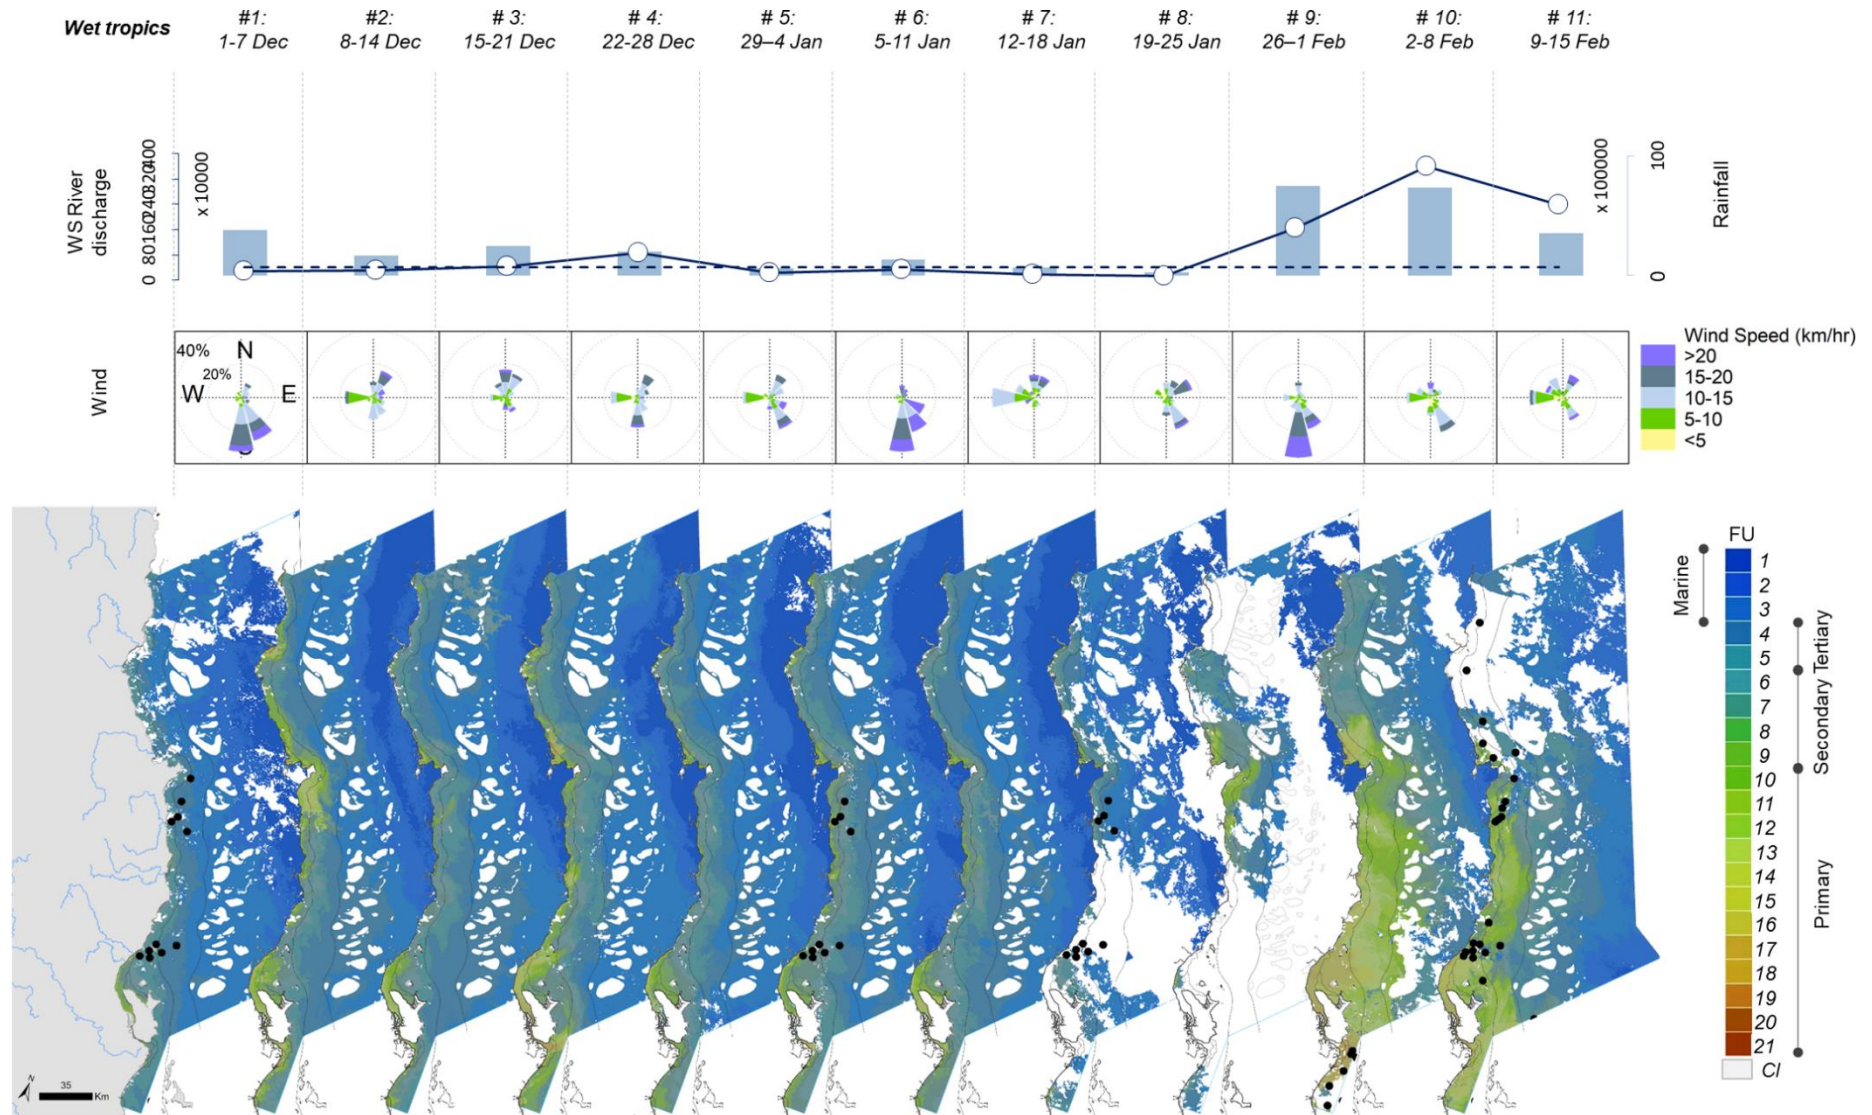 Wet tropics
#1:
1-7 Dec
#2:
8-14 Dec
# 3:
15-21 Dec
# 4:
22-28 Dec
# 5:
29–4 Jan
# 6:
5-11 Jan
# 7:
12-18 Jan
# 8:
19-25 Jan
# 9:
26–1 Feb
# 10:
2-8 Feb
# 11:
9-15 Feb
WS River
discharge
0 80 160 240 320 400
x 10000
x 100000
0 100
Rainfall
Wind
40%
20%
N
W
E
S
Wind Speed (km/hr)
>20
15-20
10-15
5-10
<5
FU
1
2
3
4
5
6
7
8
9
10
11
12
13
14
15
16
17
18
19
20
21
Cl
Marine
Tertiary
Secondary
Primary
N
35
Km